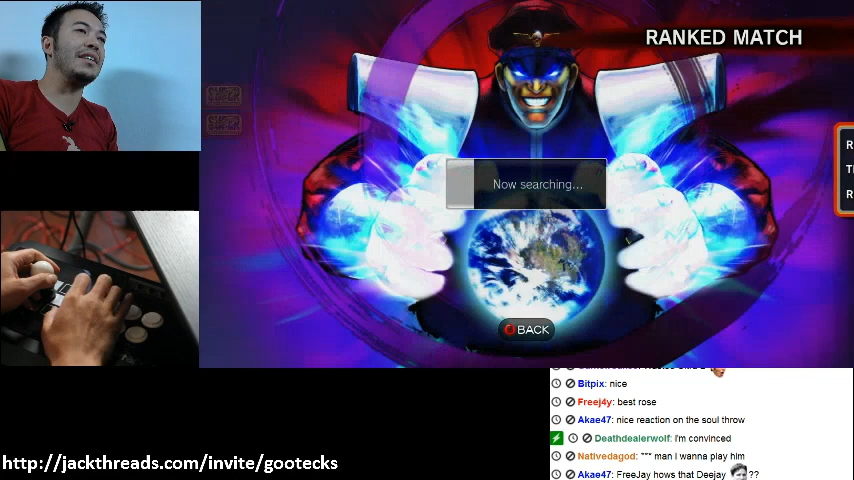 RANKED MATCH
Now searching...
BACK
Bitpix: nice
Freej4y: best rose
Akae47: nice reaction on the soul throw
Deathdealerwolf: i'm convinced
Nativedagod: *** man I wanna play him
Akae47: FreeJay hows that Deejay ??
http://jackthreads.com/invite/gootecks